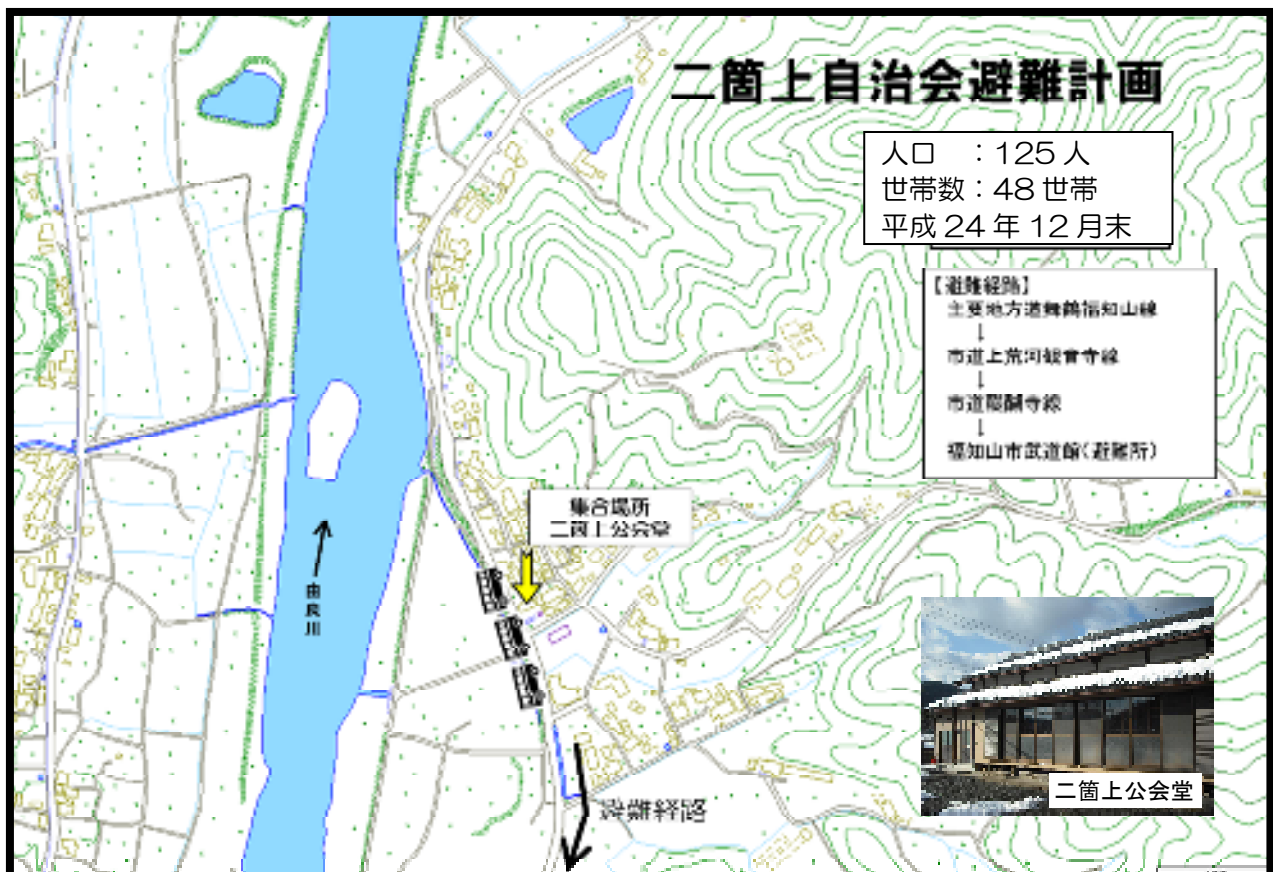 二箇上自治会避難計画
人口　：125人
世帯数：48世帯
平成24年12月末
【避難経路】
主要地方道舞鶴福知山線
↓
市道上荒河観音寺線
↓
市道醍醐寺線
↓
福知山市武道館（避難所）
集合場所
二箇上公会堂
由良川
二箇上公会堂
避難経路